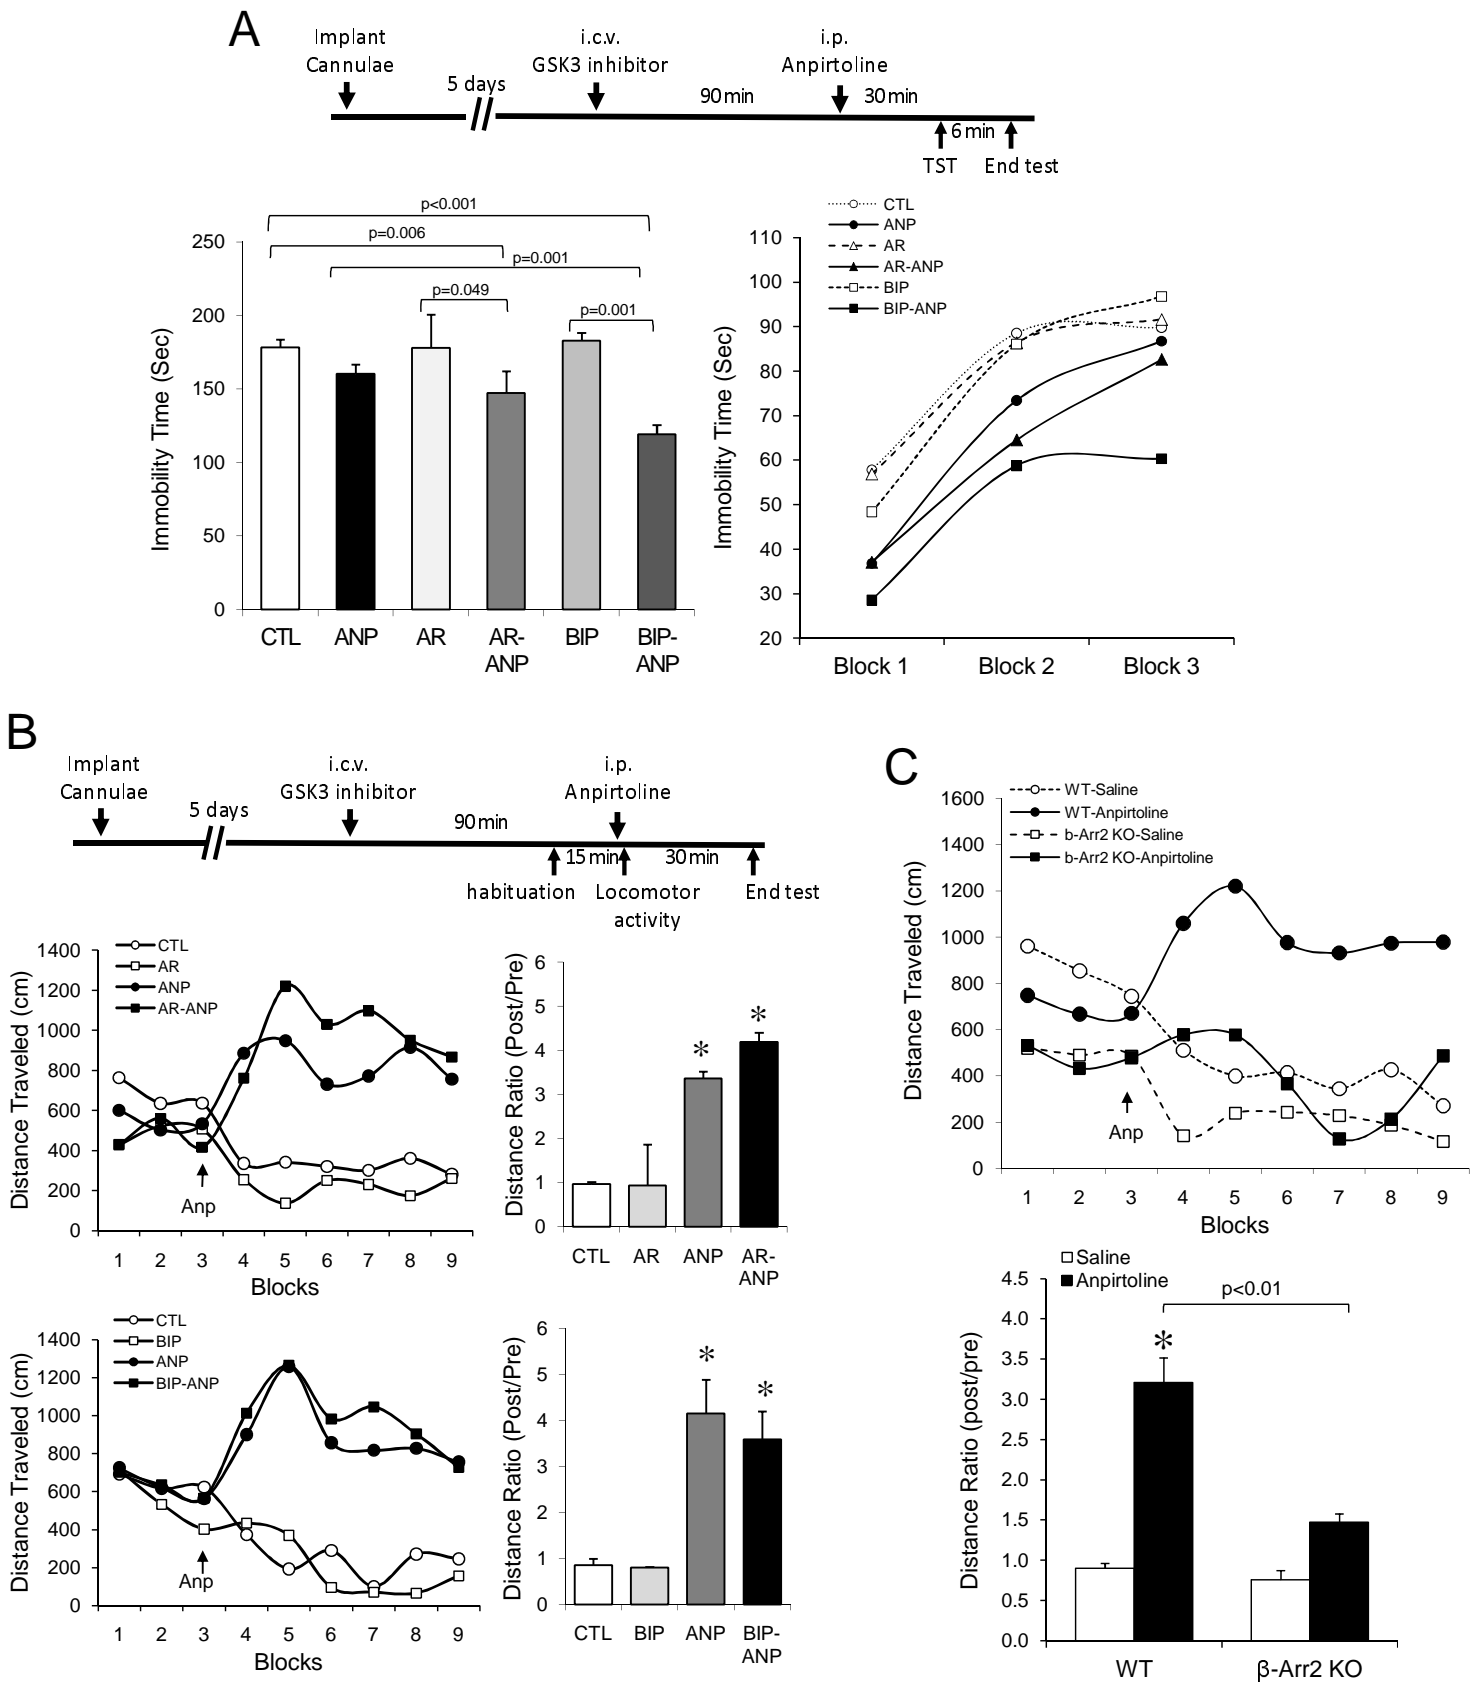 A
Implant
Cannulae
5 days
i.c.v.
GSK3 inhibitor
90 min
i.p.
Anpirtoline
30 min
6 min
TST
End test
p<0.001
p=0.006
p=0.001
p=0.049
p=0.001
Immobility Time (Sec)
250
200
150
100
50
0
CTL
ANP
AR
AR-
ANP
BIP
BIP-
ANP
CTL
ANP
AR
AR-ANP
BIP
BIP-ANP
Immobility Time (Sec)
110
100
90
80
70
60
50
40
30
20
Block 1
Block 2
Block 3
B
Implant
Cannulae
5 days
i.c.v.
GSK3 inhibitor
90 min
i.p.
Anpirtoline
15 min
30 min
habituation
Locomotor
activity
End test
CTL
AR
ANP
AR-ANP
Distance Traveled (cm)
1400
1200
1000
800
600
400
200
0
Anp
1 2 3 4 5 6 7 8 9
Blocks
Distance Ratio (Post/Pre)
6
5
4
3
2
1
0
*
*
CTL
AR
ANP
AR-
ANP
CTL
BIP
ANP
BIP-ANP
Distance Traveled (cm)
1400
1200
1000
800
600
400
200
0
Anp
1 2 3 4 5 6 7 8 9
Blocks
Distance Ratio (Post/Pre)
6
5
4
3
2
1
0
*
*
CTL
BIP
ANP
BIP-
ANP
C
WT-Saline
WT-Anpirtoline
b-Arr2 KO-Saline
b-Arr2 KO-Anpirtoline
Distance Traveled (cm)
1600
1400
1200
1000
800
600
400
200
0
Anp
1 2 3 4 5 6 7 8 9
Blocks
Saline
Anpirtoline
p<0.01
*
Distance Ratio (post/pre)
4.5
4.0
3.5
3.0
2.5
2.0
1.5
1.0
0.5
0.0
WT
β-Arr2 KO